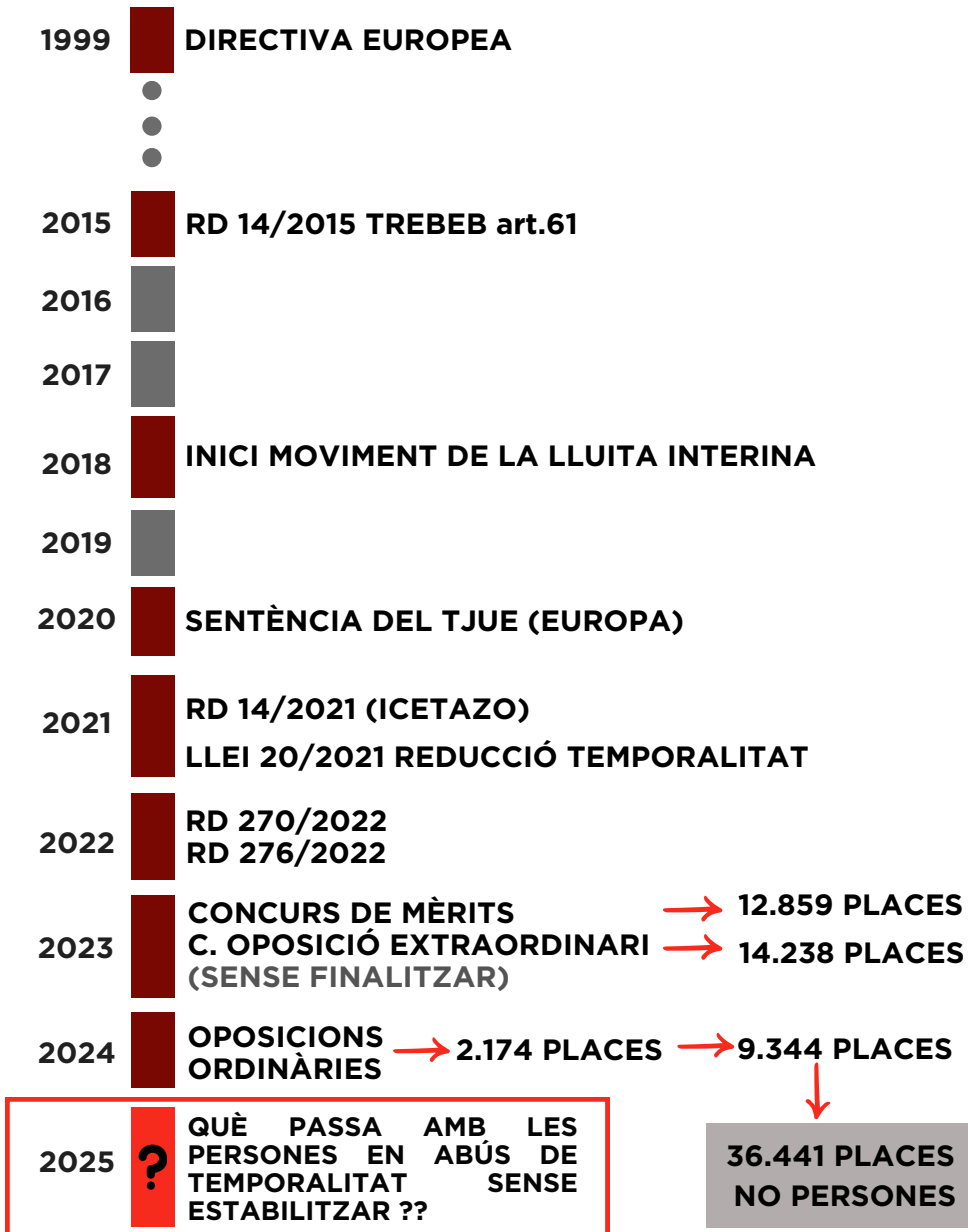 1999 DIRECTIVA EUROPEA
2015 RD 14/2015 TREBEB art.61
2016
2017
2018 INICI MOVIMENT DE LA LLUITA INTERINA
2019
2020 SENTÈNCIA DEL TJUE (EUROPA)
2021 RD 14/2021 (ICETAZO)
LLEI 20/2021 REDUCCIÓ TEMPORALITAT
2022 RD 270/2022
RD 276/2022
2023 CONCURS DE MÈRITS → 12.859 PLACES
C. OPOSICIÓ EXTRAORDINARI → 14.238 PLACES
(SENSE FINALITZAR)
2024 OPOSICIONS
ORDINÀRIES → 2.174 PLACES → 9.344 PLACES
2025 ? QUÈ PASSA AMB LES
PERSONES EN ABÚS DE
TEMPORALITAT SENSE
ESTABILITZAR ??
36.441 PLACES
NO PERSONES